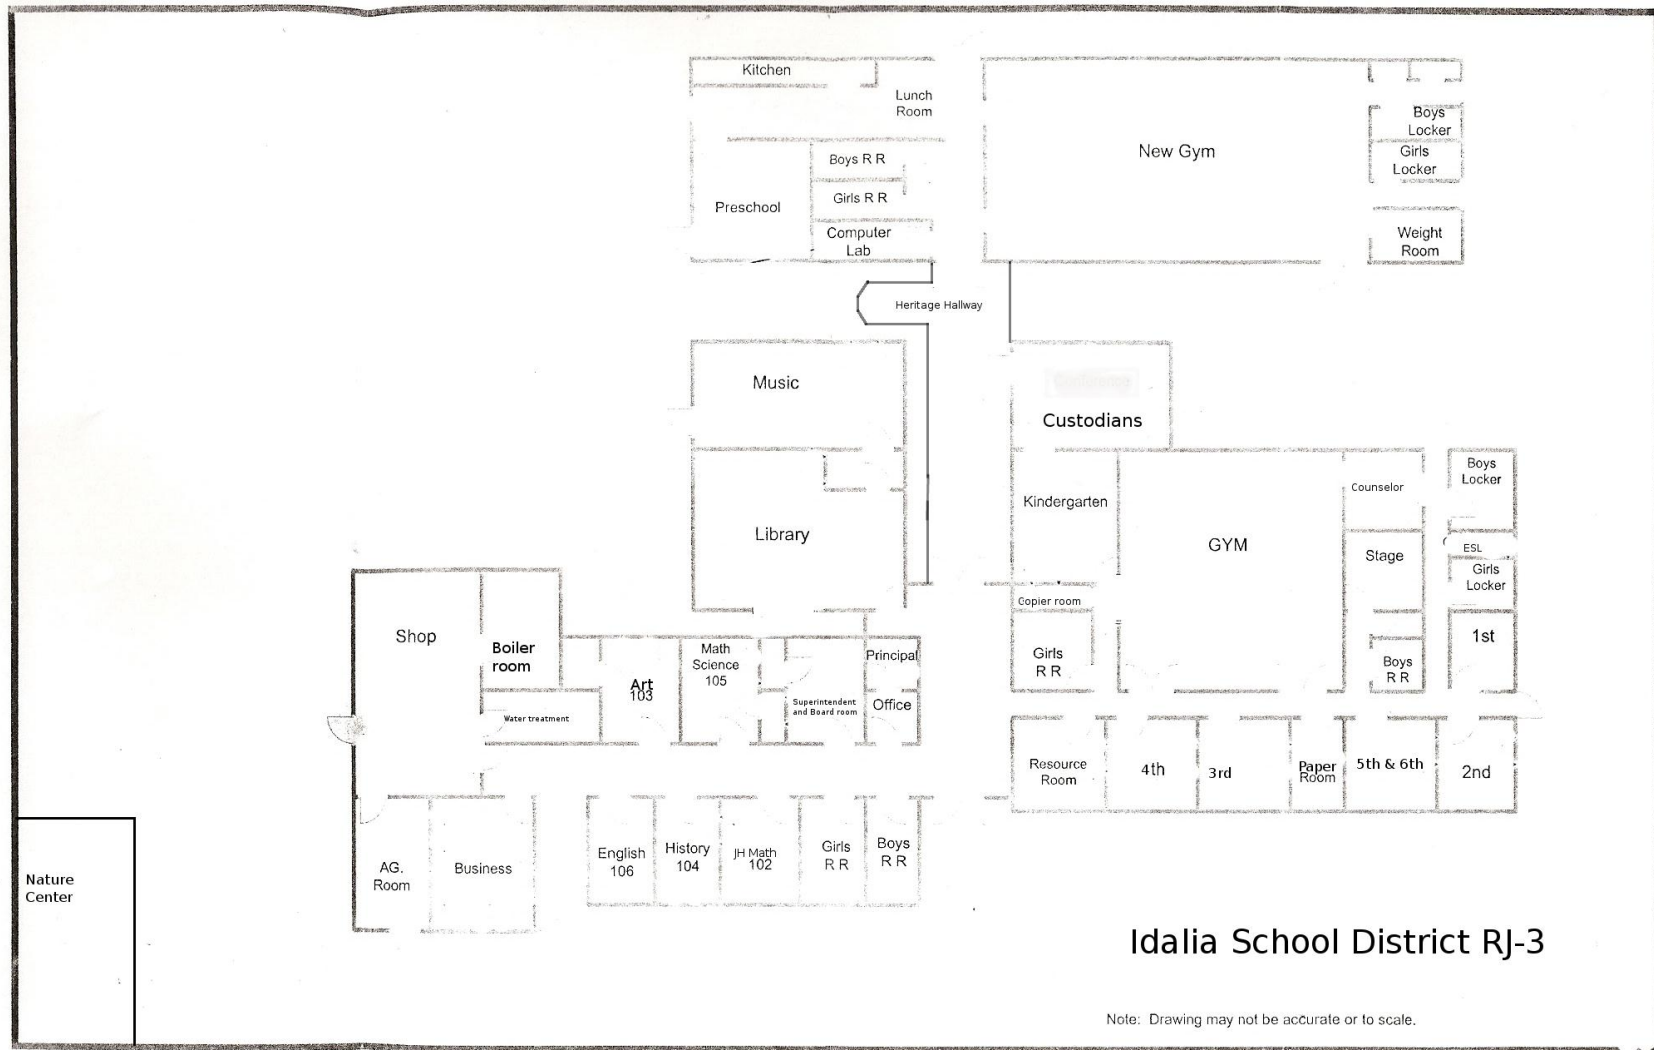 Kitchen
Lunch
Room
Boys R R
Girls R R
Preschool
Computer
Lab
New Gym
Boys
Locker
Girls
Locker
Weight
Room
Heritage Hallway
Music
Custodians
Library
Kindergarten
GYM
Counselor
Stage
Boys
Locker
ESL
Girls
Locker
1st
Copier room
Girls
R R
Boys
R R
Shop
Boiler
room
Water treatment
Art
103
Math
Science
105
Superintendent
and Board room
Principal
Office
Resource
Room
4th
3rd
Paper
Room
5th & 6th
2nd
AG.
Room
Business
English
106
History
104
JH Math
102
Girls
R R
Boys
R R
Nature
Center
Idalia School District RJ-3
Note: Drawing may not be accurate or to scale.